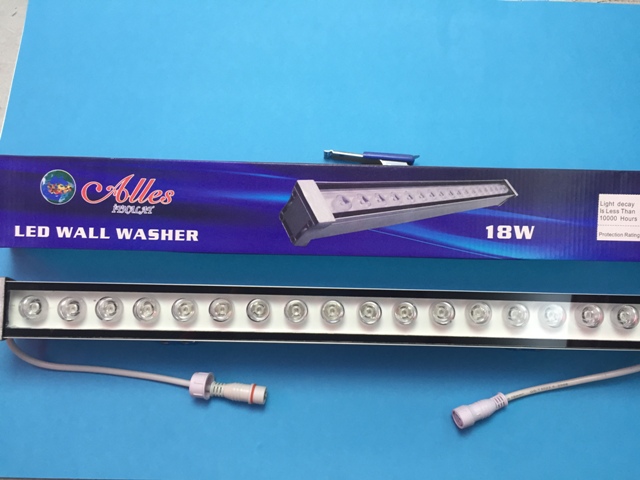 Alles
LED WALL WASHER
18W
Light decay
Is Less Than
10000 Hours
Protection Rating